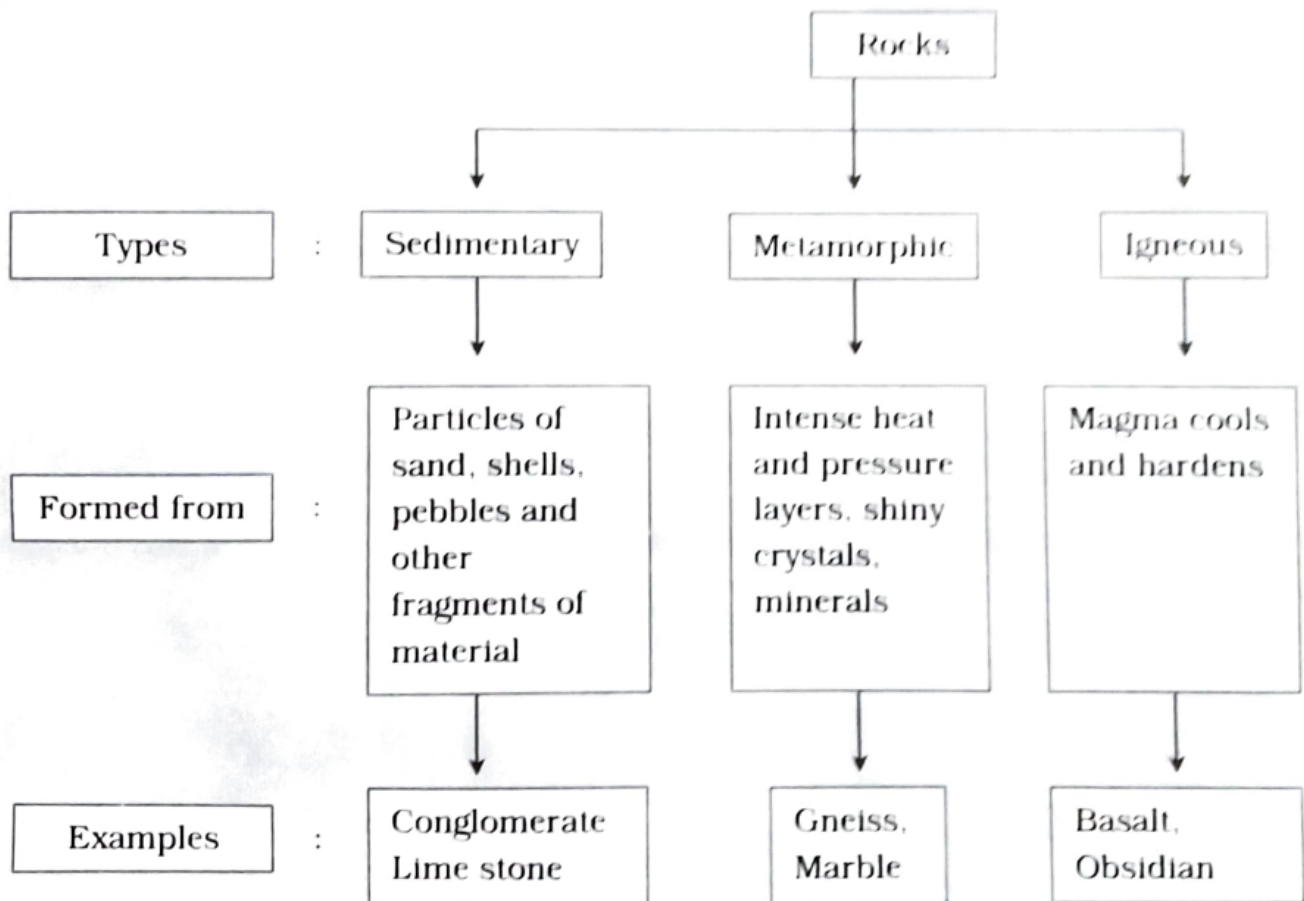 Rocks
Types : Sedimentary Metamorphic Igneous
Formed from :
Particles of
sand, shells,
pebbles and
other
fragments of
material
Intense heat
and pressure
layers, shiny
crystals,
minerals
Magma cools
and hardens
Examples :
Conglomerate
Lime stone
Gneiss,
Marble
Basalt,
Obsidian